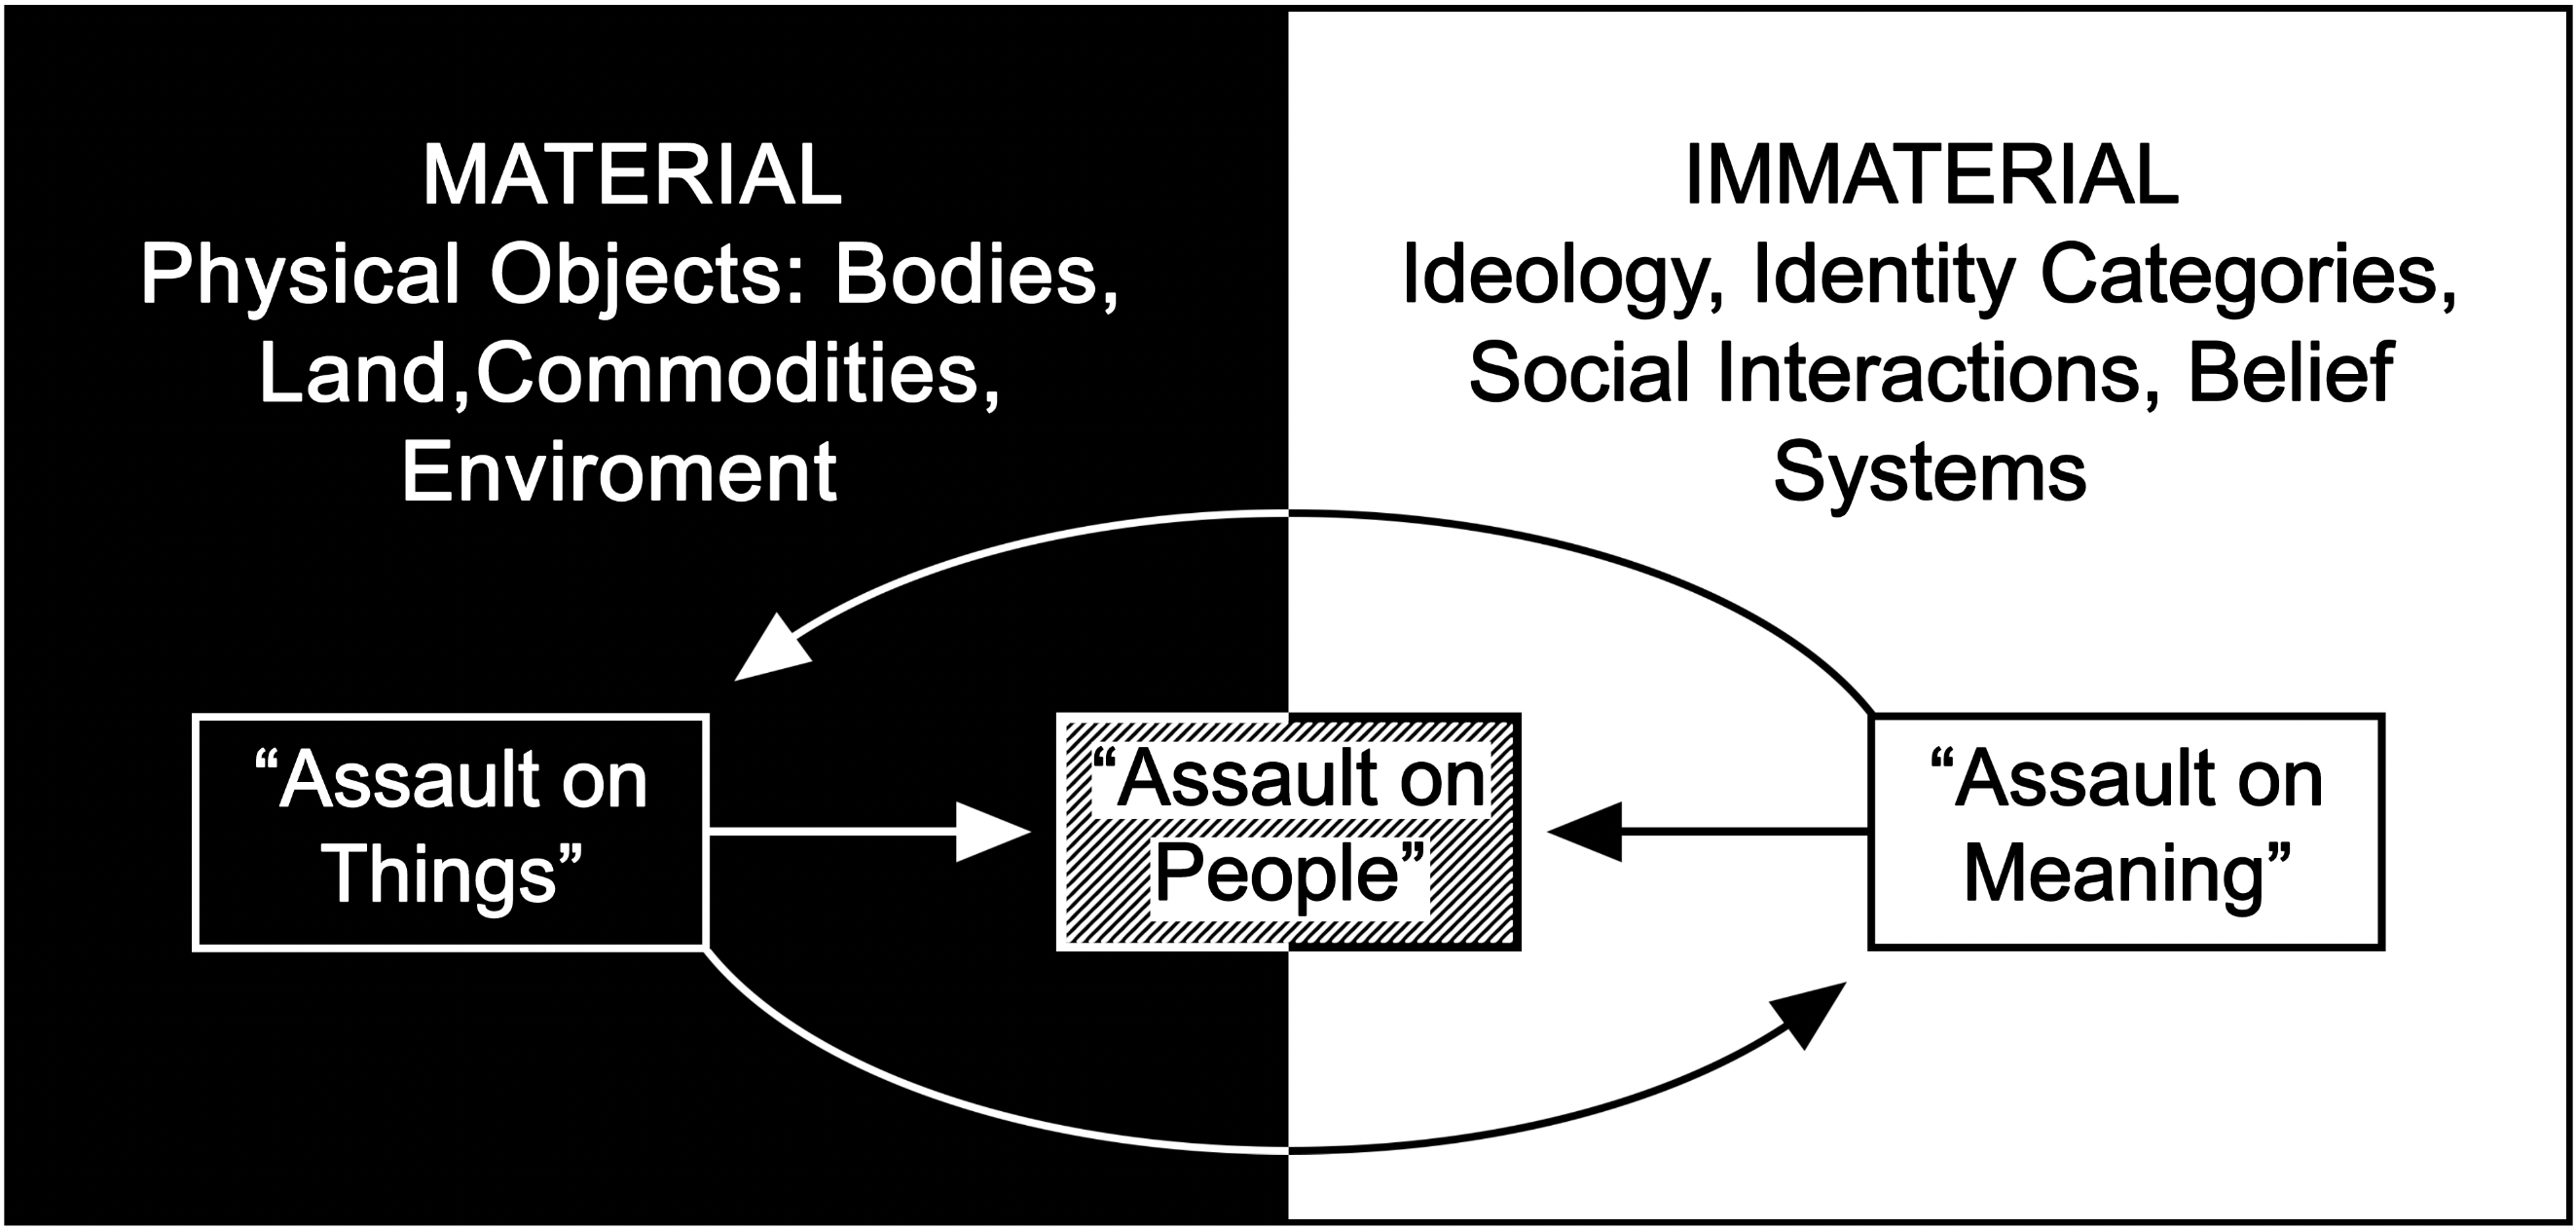 MATERIAL
Physical Objects: Bodies,
Land,Commodities,
Enviroment
IMMATERIAL
Ideology, Identity Categories,
Social Interactions, Belief
Systems
“Assault on
Things”
“Assault on
People”
“Assault on
Meaning”